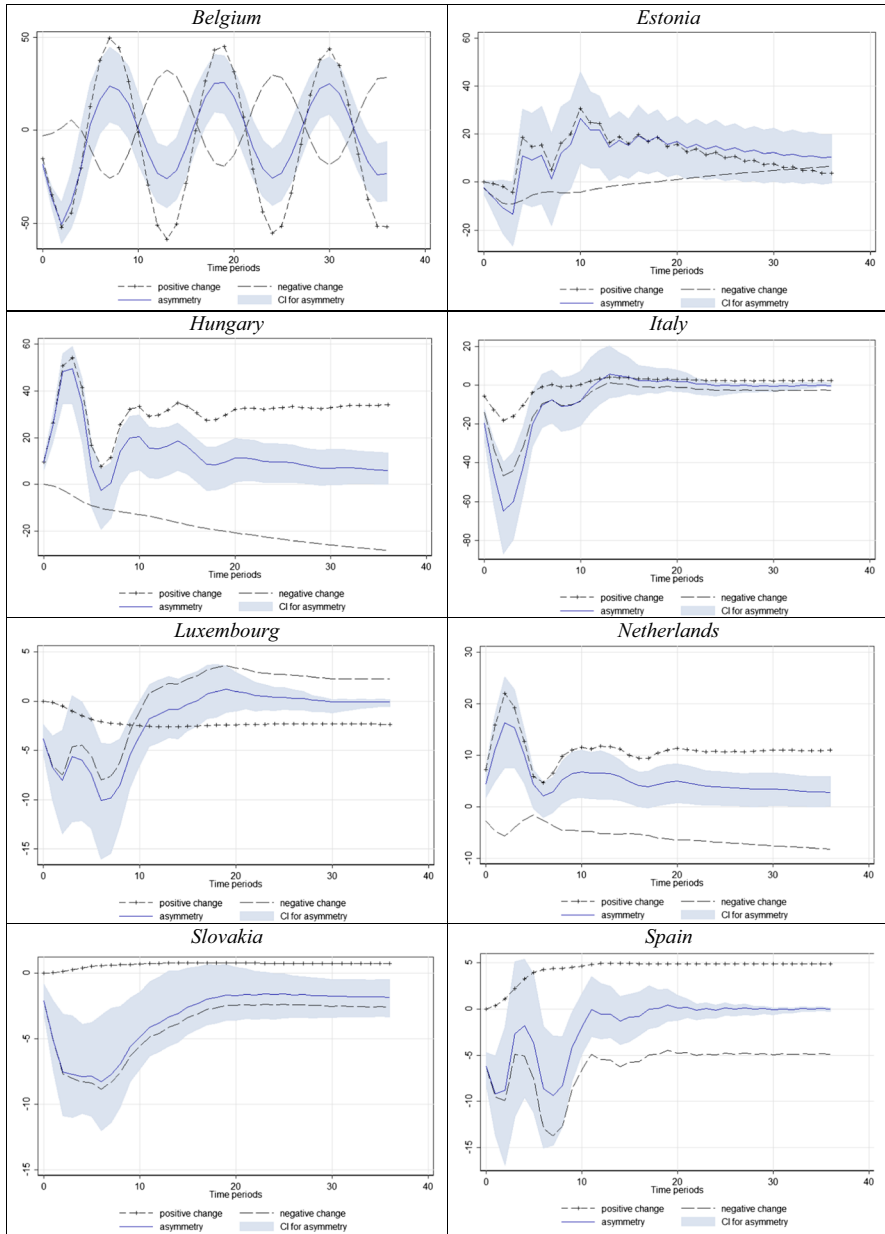 Belgium
50
0
-50
0 10 20 30 40
Time periods
positive change negative change
asymmetry CI for asymmetry
Estonia
60
40
20
0
-20
0 10 20 30 40
Time periods
positive change negative change
asymmetry CI for asymmetry
Hungary
60
40
20
0
-20
0 10 20 30 40
Time periods
positive change negative change
asymmetry CI for asymmetry
Italy
20
0
-20
-40
-60
-80
0 10 20 30 40
Time periods
positive change negative change
asymmetry CI for asymmetry
Luxembourg
5
0
-5
-10
-15
0 10 20 30 40
Time periods
positive change negative change
asymmetry CI for asymmetry
Netherlands
30
20
10
0
-10
0 10 20 30 40
Time periods
positive change negative change
asymmetry CI for asymmetry
Slovakia
0
-5
-10
-15
0 10 20 30 40
Time periods
positive change negative change
asymmetry CI for asymmetry
Spain
5
0
-5
-10
-15
0 10 20 30 40
Time periods
positive change negative change
asymmetry CI for asymmetry